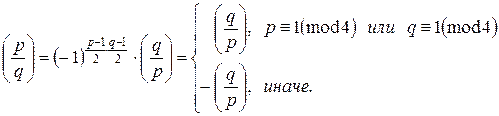 (p/q) = (−1)^((p−1)/2 · (q−1)/2) · (q/p) = { (q/p), p ≡ 1(mod4) или q ≡ 1(mod4)
−(q/p), иначе.